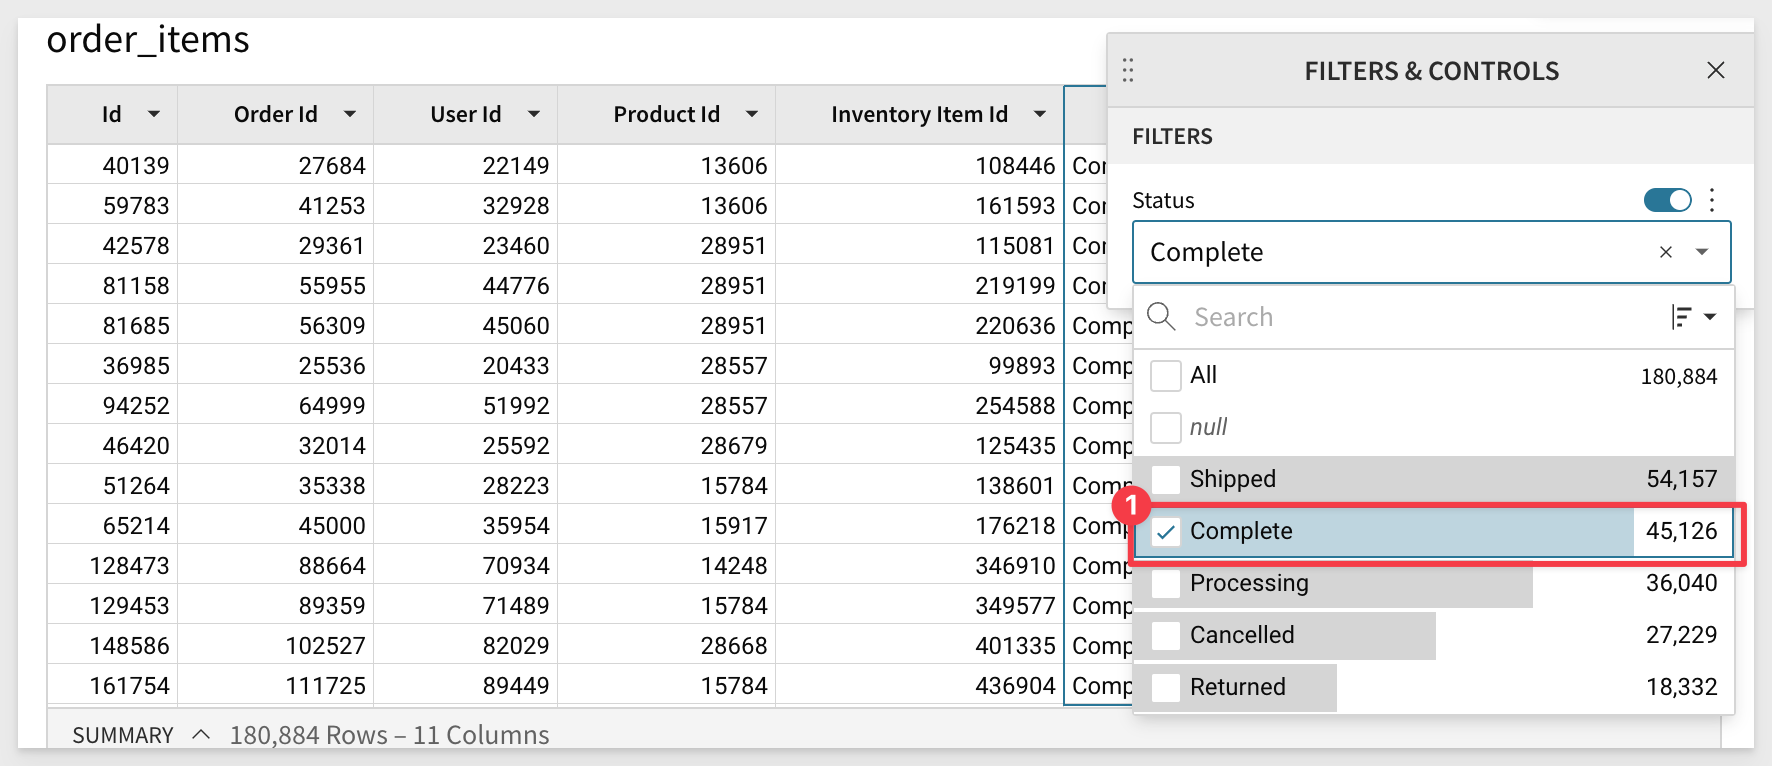 order_items
Id Order Id User Id Product Id Inventory Item Id
40139 27684 22149 13606 108446 Con
59783 41253 32928 13606 161593 Con
42578 29361 23460 28951 115081 Con
81158 55955 44776 28951 219199 Con
81685 56309 45060 28951 220636 Comp
36985 25536 20433 28557 99893 Comp
94252 64999 51992 28557 254588 Comp
46420 32014 25592 28679 125435 Comp
51264 35338 28223 15784 138601 Comp
65214 45000 35954 15917 176218 Comp
128473 88664 70934 14248 346910 Comp
129453 89359 71489 15784 349577 Comp
148586 102527 82029 28668 401335 Comp
161754 111725 89449 15784 436904 Comp
SUMMARY 180,884 Rows – 11 Columns
FILTERS & CONTROLS
FILTERS
Status
Complete
Search
All 180,884
null
Shipped 54,157
1
Complete 45,126
Processing 36,040
Cancelled 27,229
Returned 18,332